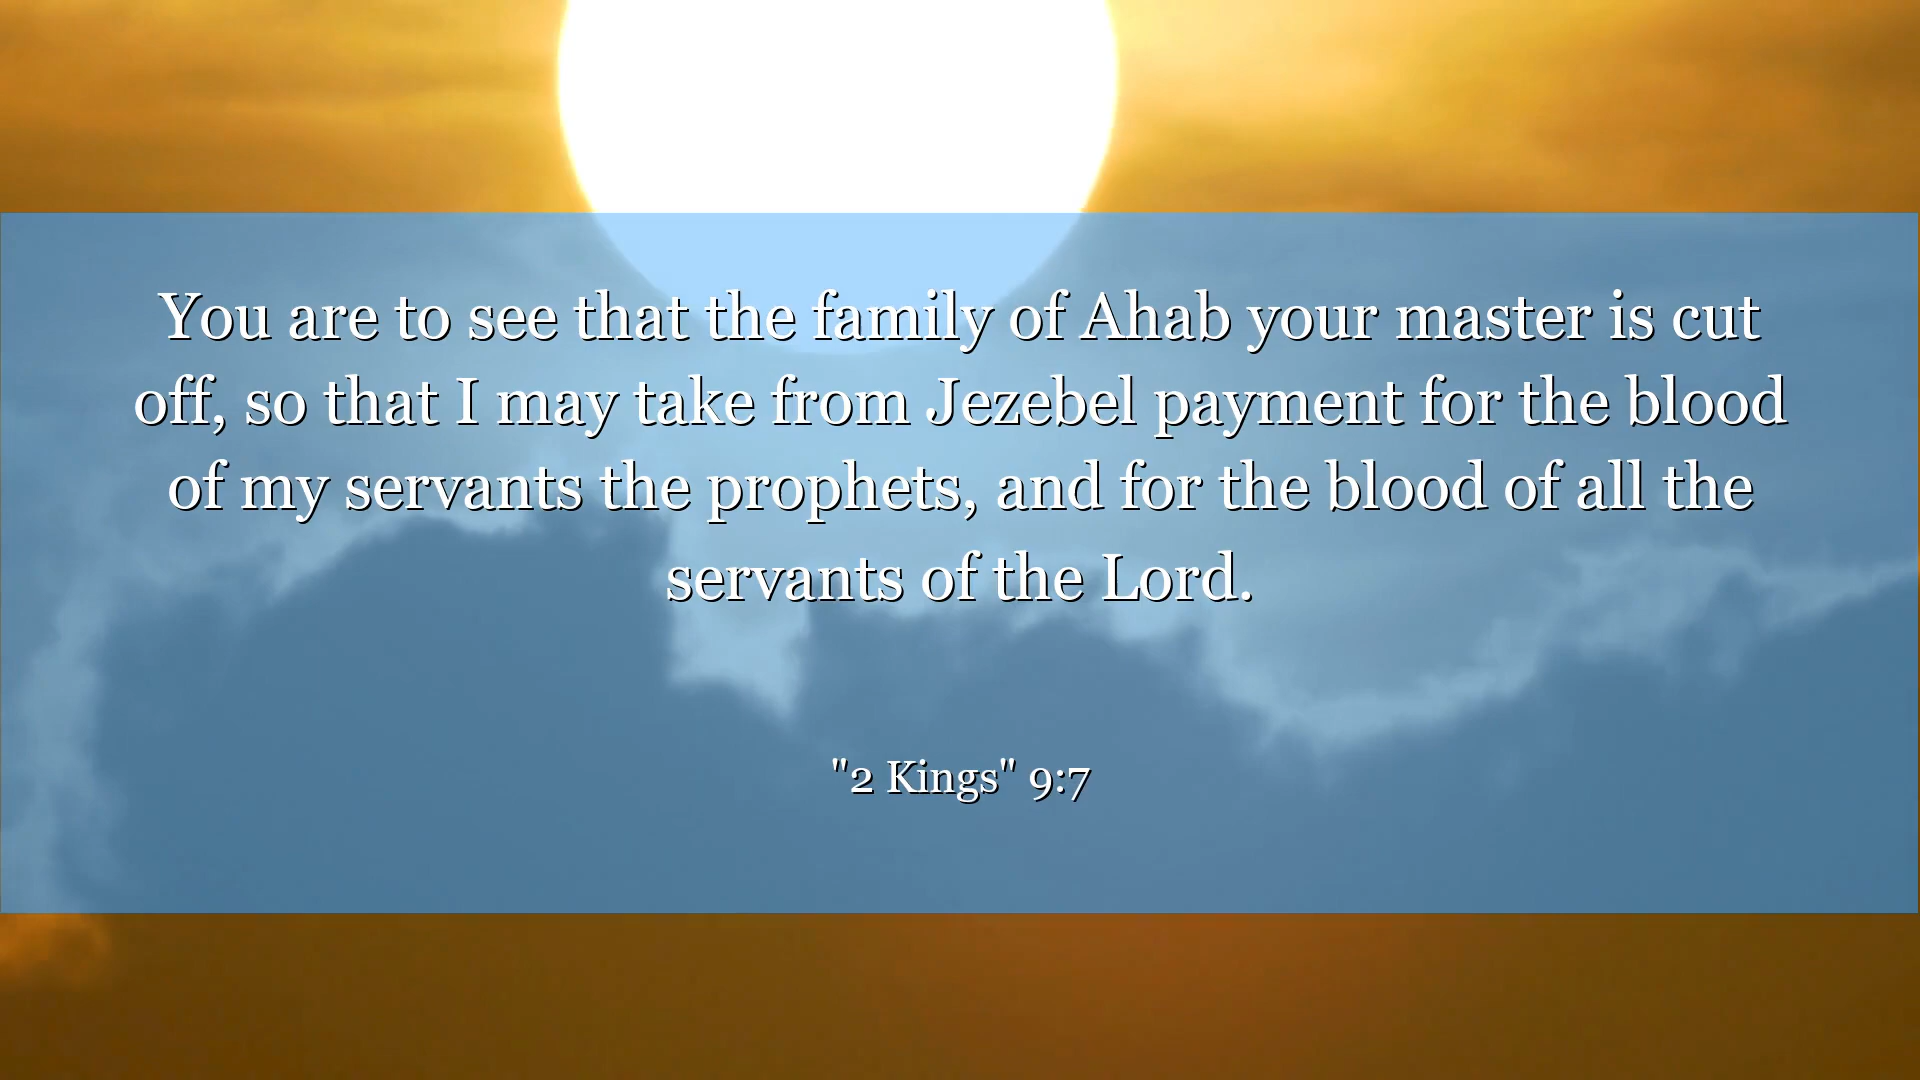 You are to see that the family of Ahab your master is cut
off, so that I may take from Jezebel payment for the blood
of my servants the prophets, and for the blood of all the
servants of the Lord.
"2 Kings" 9:7